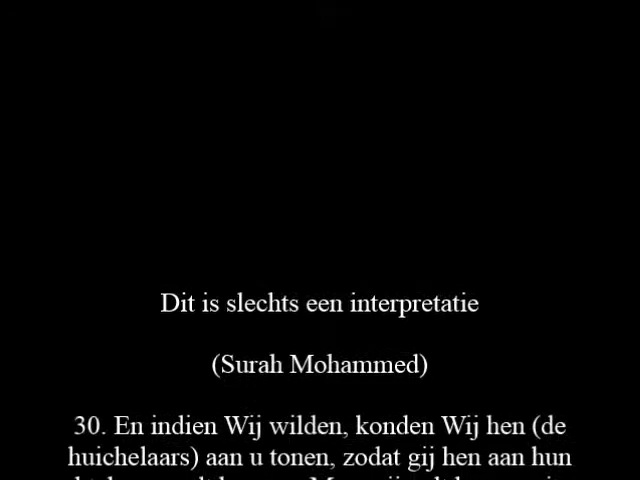 Dit is slechts een interpretatie
(Surah Mohammed)
30. En indien Wij wilden, konden Wij hen (de
huichelaars) aan u tonen, zodat gij hen aan hun